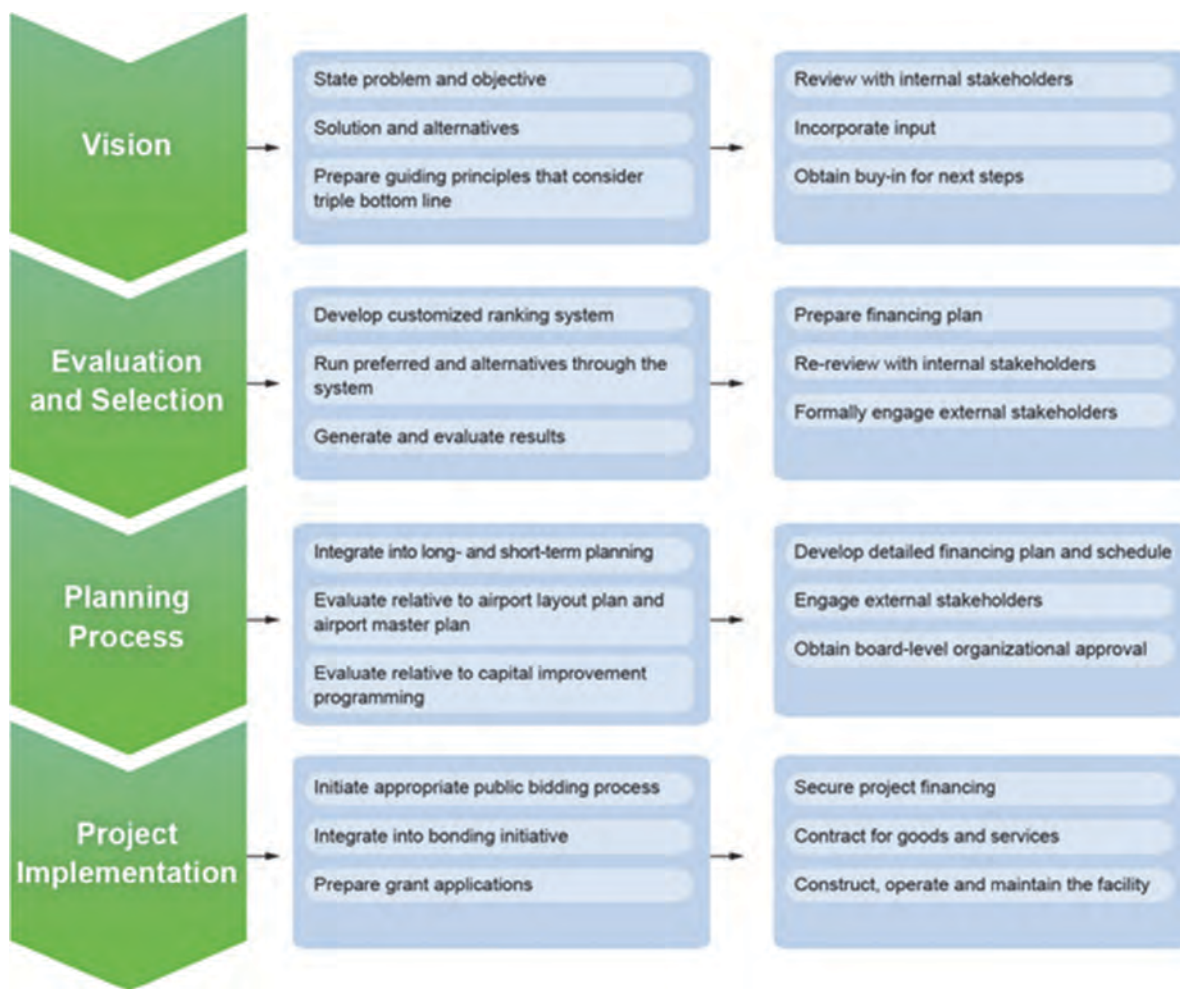 Vision
State problem and objective
Solution and alternatives
Prepare guiding principles that consider
triple bottom line
Review with internal stakeholders
Incorporate input
Obtain buy-in for next steps
Evaluation
and Selection
Develop customized ranking system
Run preferred and alternatives through the
system
Generate and evaluate results
Prepare financing plan
Re-review with internal stakeholders
Formally engage external stakeholders
Planning
Process
Integrate into long- and short-term planning
Evaluate relative to airport layout plan and
airport master plan
Evaluate relative to capital improvement
programming
Develop detailed financing plan and schedule
Engage external stakeholders
Obtain board-level organizational approval
Project
Implementation
Initiate appropriate public bidding process
Integrate into bonding initiative
Prepare grant applications
Secure project financing
Contract for goods and services
Construct, operate and maintain the facility